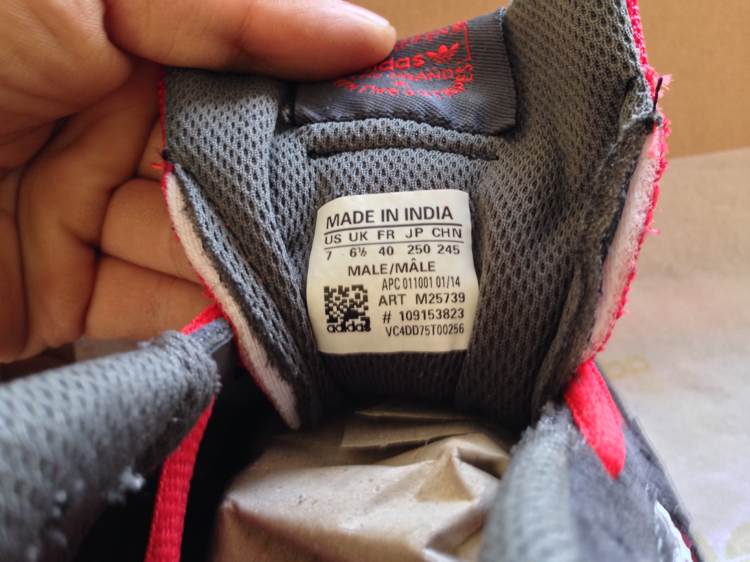 adidas
MADE IN INDIA
US UK FR JP CHN
7 6½ 40 250 245
MALE/MÂLE
APC 011001 01/14
ART M25739
# 109153823
adidas VC4DD75T00256